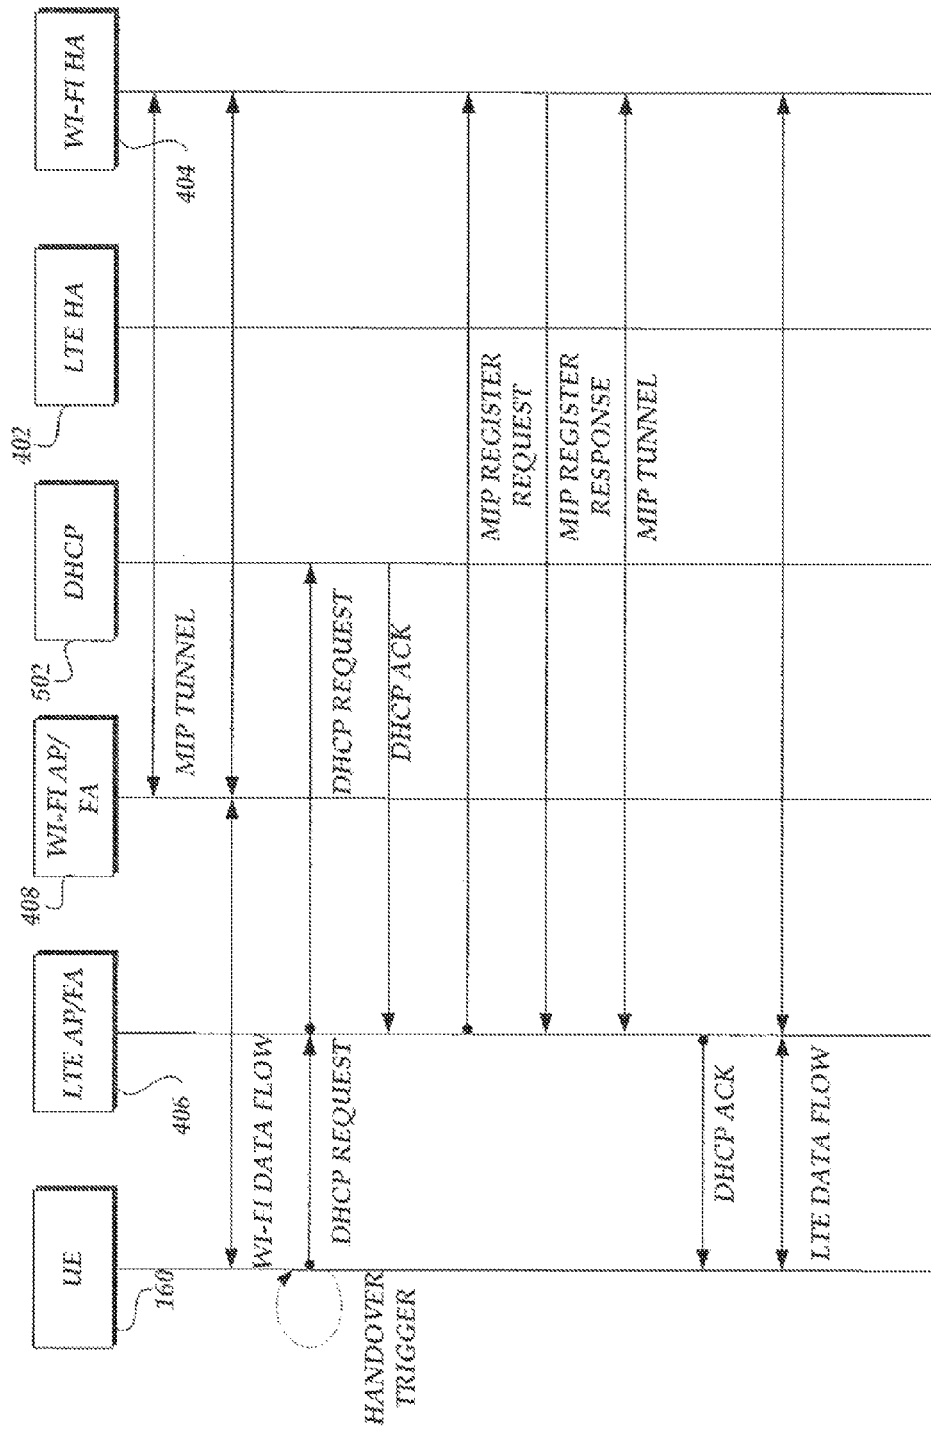 UE
160
LTE AP/FA
406
WI-FI AP/
FA
408
DHCP
502
LTE HA
402
WI-FI HA
404
MIP TUNNEL
WI-FI DATA FLOW
HANDOVER
TRIGGER
DHCP REQUEST
DHCP REQUEST
DHCP ACK
MIP REGISTER
REQUEST
MIP REGISTER
RESPONSE
MIP TUNNEL
DHCP ACK
LTE DATA FLOW